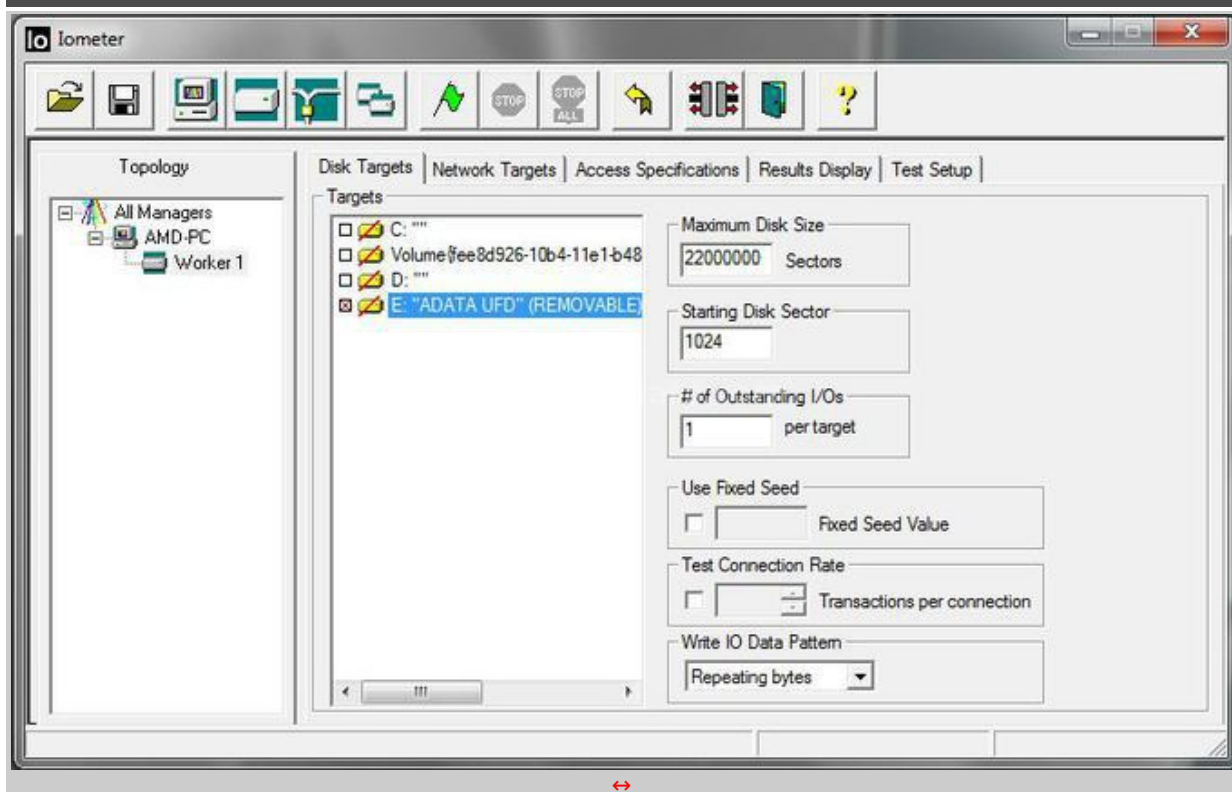 Iometer
STOP
STOP
ALL
Topology
All Managers
AMD-PC
Worker 1
Disk Targets
Network Targets
Access Specifications
Results Display
Test Setup
Targets
C: ""
Volume{fee8d926-10b4-11e1-b48
D: ""
E: "ADATA UFD" (REMOVABLE)
Maximum Disk Size
22000000 Sectors
Starting Disk Sector
1024
# of Outstanding I/Os
1 per target
Use Fixed Seed
Fixed Seed Value
Test Connection Rate
Transactions per connection
Write IO Data Pattern
Repeating bytes